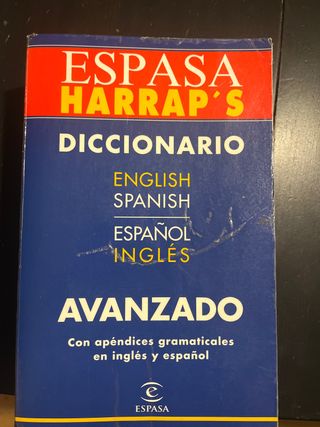 ESPASA
HARRAP'S
DICCIONARIO
ENGLISH
SPANISH
ESPAÑOL
INGLÉS
AVANZADO
Con apéndices gramaticales
en inglés y español
e
ESPASA